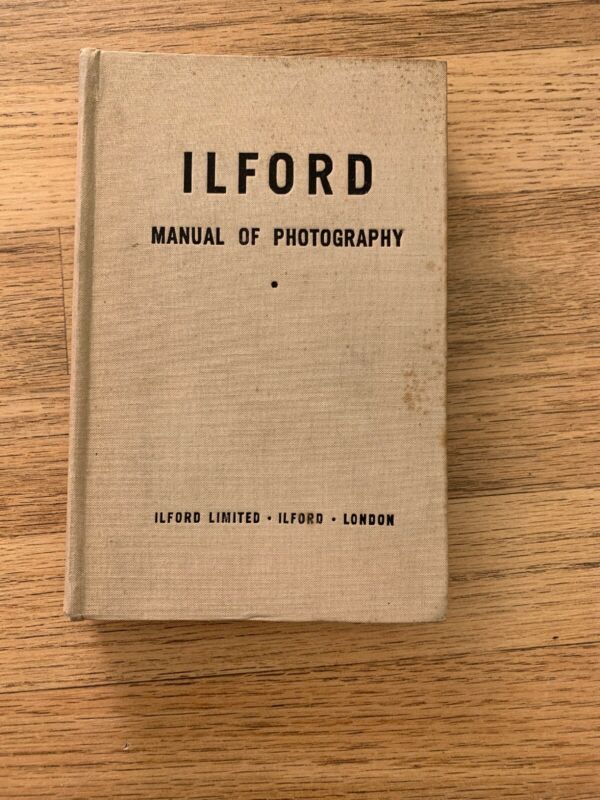 ILFORD
MANUAL OF PHOTOGRAPHY
•
ILFORD LIMITED • ILFORD • LONDON